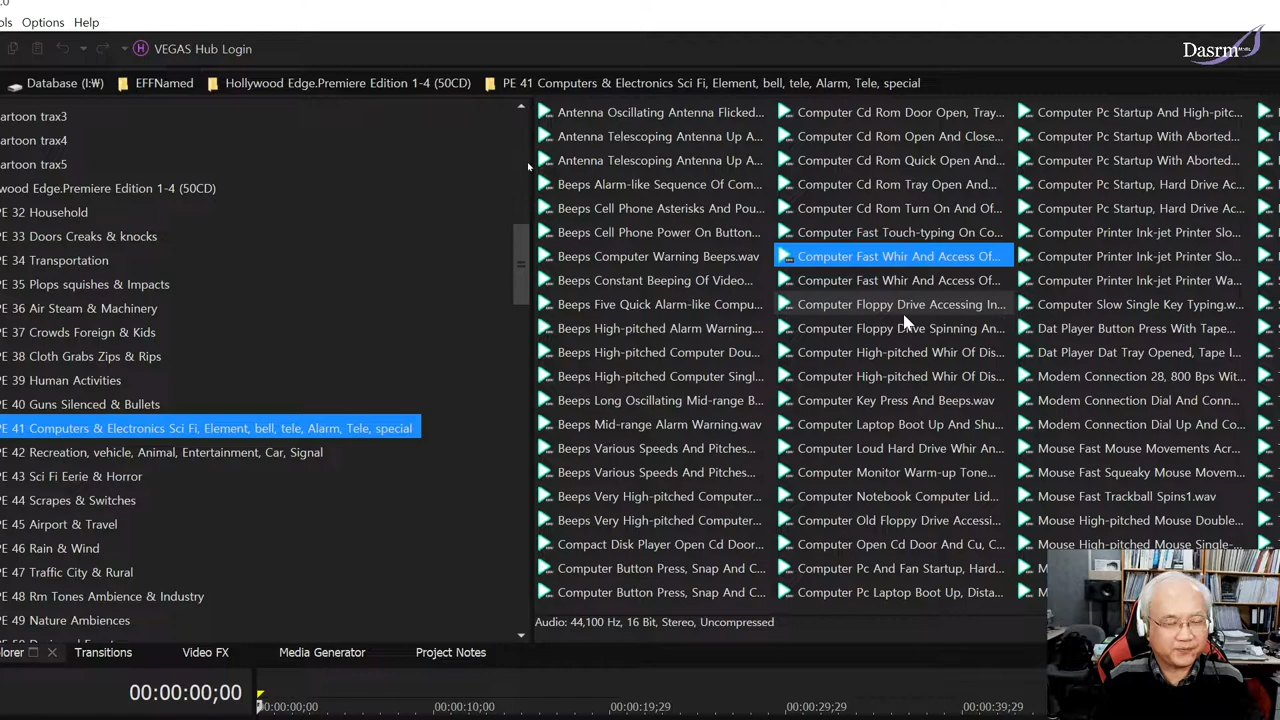 .0
ols Options Help
Dasrm
VEGAS Hub Login
Database (I:₩) EFFNamed Hollywood Edge.Premiere Edition 1-4 (50CD) PE 41 Computers & Electronics Sci Fi, Element, bell, tele, Alarm, Tele, special
artoon trax3
artoon trax4
artoon trax5
wood Edge.Premiere Edition 1-4 (50CD)
PE 32 Household
PE 33 Doors Creaks & knocks
PE 34 Transportation
PE 35 Plops squishes & Impacts
PE 36 Air Steam & Machinery
PE 37 Crowds Foreign & Kids
PE 38 Cloth Grabs Zips & Rips
PE 39 Human Activities
PE 40 Guns Silenced & Bullets
PE 41 Computers & Electronics Sci Fi, Element, bell, tele, Alarm, Tele, special
PE 42 Recreation, vehicle, Animal, Entertainment, Car, Signal
PE 43 Sci Fi Eerie & Horror
PE 44 Scrapes & Switches
PE 45 Airport & Travel
PE 46 Rain & Wind
PE 47 Traffic City & Rural
PE 48 Rm Tones Ambience & Industry
PE 49 Nature Ambiences
Antenna Oscillating Antenna Flicked...
Antenna Telescoping Antenna Up A...
Antenna Telescoping Antenna Up A...
Beeps Alarm-like Sequence Of Com...
Beeps Cell Phone Asterisks And Pou...
Beeps Cell Phone Power On Button...
Beeps Computer Warning Beeps.wav
Beeps Constant Beeping Of Video...
Beeps Five Quick Alarm-like Compu...
Beeps High-pitched Alarm Warning...
Beeps High-pitched Computer Dou...
Beeps High-pitched Computer Singl...
Beeps Long Oscillating Mid-range B...
Beeps Mid-range Alarm Warning.wav
Beeps Various Speeds And Pitches...
Beeps Various Speeds And Pitches...
Beeps Very High-pitched Computer...
Beeps Very High-pitched Computer...
Compact Disk Player Open Cd Door...
Computer Button Press, Snap And C...
Computer Button Press, Snap And C...
Computer Cd Rom Door Open, Tray...
Computer Cd Rom Open And Close...
Computer Cd Rom Quick Open And...
Computer Cd Rom Tray Open And...
Computer Cd Rom Turn On And Of...
Computer Fast Touch-typing On Co...
Computer Fast Whir And Access Of...
Computer Fast Whir And Access Of...
Computer Floppy Drive Accessing In...
Computer Floppy Drive Spinning An...
Computer High-pitched Whir Of Dis...
Computer High-pitched Whir Of Dis...
Computer Key Press And Beeps.wav
Computer Laptop Boot Up And Shu...
Computer Loud Hard Drive Whir An...
Computer Monitor Warm-up Tone...
Computer Notebook Computer Lid...
Computer Old Floppy Drive Accessi...
Computer Open Cd Door And Cu, C...
Computer Pc And Fan Startup, Hard...
Computer Pc Laptop Boot Up, Dista...
Computer Pc Startup And High-pitc...
Computer Pc Startup With Aborted...
Computer Pc Startup With Aborted...
Computer Pc Startup, Hard Drive Ac...
Computer Pc Startup, Hard Drive Ac...
Computer Printer Ink-jet Printer Slo...
Computer Printer Ink-jet Printer Slo...
Computer Printer Ink-jet Printer Wa...
Computer Slow Single Key Typing.wav
Dat Player Button Press With Tape...
Dat Player Dat Tray Opened, Tape I...
Modem Connection 28, 800 Bps Wit...
Modem Connection Dial And Conn...
Modem Connection Dial Up And Co...
Mouse Fast Mouse Movements Acr...
Mouse Fast Squeaky Mouse Movem...
Mouse Fast Trackball Spins1.wav
Mouse High-pitched Mouse Double...
Mouse High-pitched Mouse Single-...
Audio: 44,100 Hz, 16 Bit, Stereo, Uncompressed
plorer Transitions Video FX Media Generator Project Notes
00:00:00;00
00:00:00;00 00:00:10;00 00:00:19;29 00:00:29;29 00:00:39;29